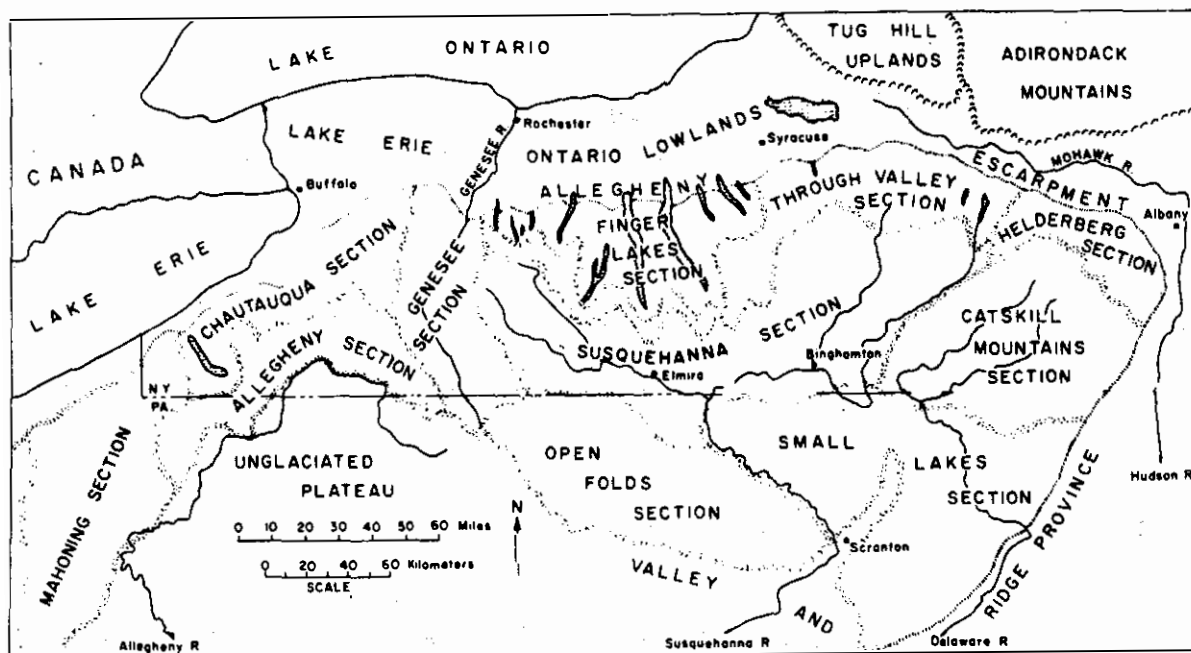 LAKE ONTARIO
TUG HILL
UPLANDS
ADIRONDACK
MOUNTAINS
CANADA
LAKE ERIE
Rochester
GENESEE R
ONTARIO LOWLANDS
Syracuse
MOHAWK R.
Buffalo
ALLEGHENY ESCARPMENT
Albany
FINGER
LAKES
SECTION
THROUGH VALLEY
SECTION
HELDERBERG
SECTION
LAKE ERIE
CHAUTAUQUA SECTION
GENESEE
SECTION
SUSQUEHANNA SECTION
Elmira
Binghamton
CATSKILL
MOUNTAINS
SECTION
ALLEGHENY SECTION
N Y
PA.
MAHONING SECTION
UNGLACIATED
PLATEAU
OPEN
FOLDS
SECTION
SMALL
LAKES
SECTION
Hudson R
0 10 20 30 40 50 60 Miles
0 20 40 60 Kilometers
SCALE
N
Scranton
VALLEY AND RIDGE PROVINCE
Allegheny R
Susquehanna R
Delaware R